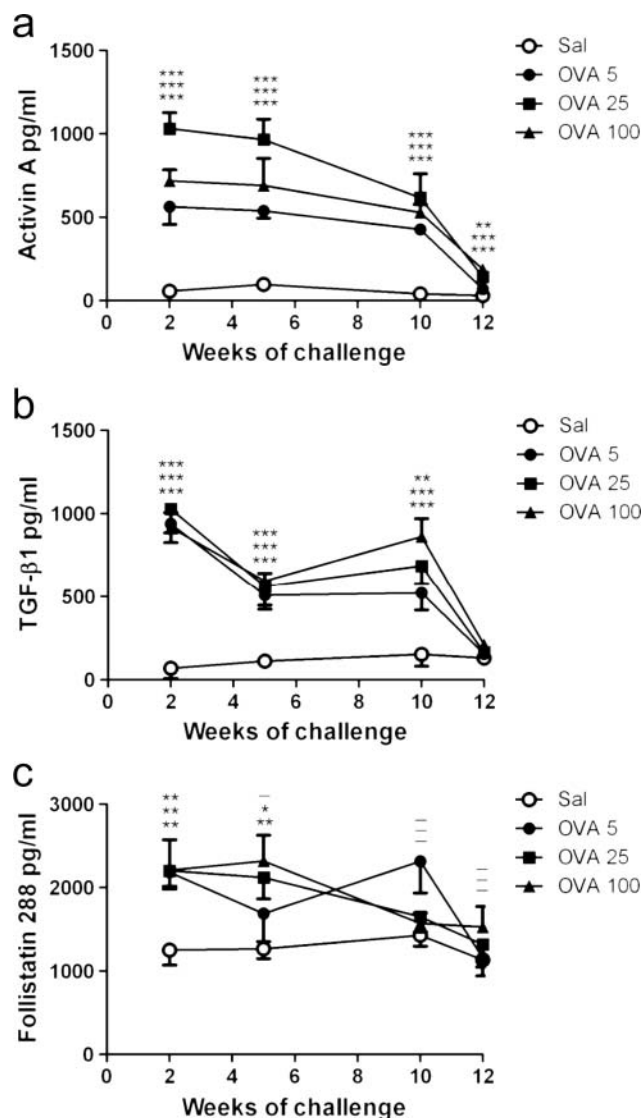 a
1500
1000
500
0
Activin A pg/ml
***
***
***
***
***
***
***
***
***
**
***
***
0 2 4 6 8 10 12
Weeks of challenge
Sal
OVA 5
OVA 25
OVA 100
b
1500
1000
500
0
TGF-β1 pg/ml
***
***
***
***
***
***
**
***
***
0 2 4 6 8 10 12
Weeks of challenge
Sal
OVA 5
OVA 25
OVA 100
c
3000
2000
1000
0
Follistatin 288 pg/ml
**
**
**
–
*
**
–
–
–
–
–
–
0 2 4 6 8 10 12
Weeks of challenge
Sal
OVA 5
OVA 25
OVA 100